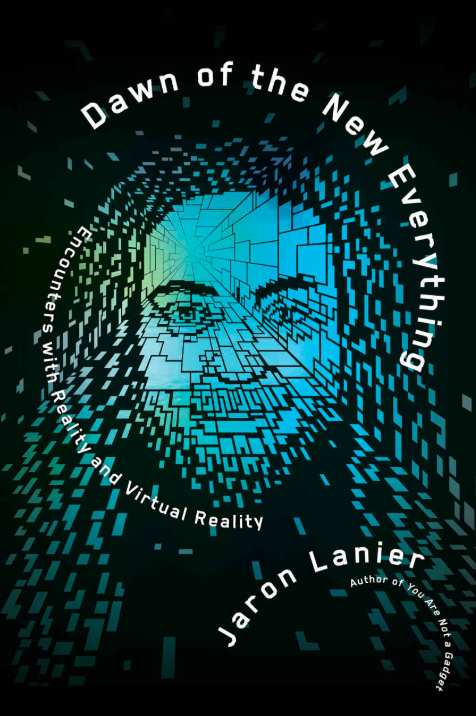 Dawn of the New Everything
Encounters with Reality and Virtual Reality
Jaron Lanier
Author of You Are Not a Gadget